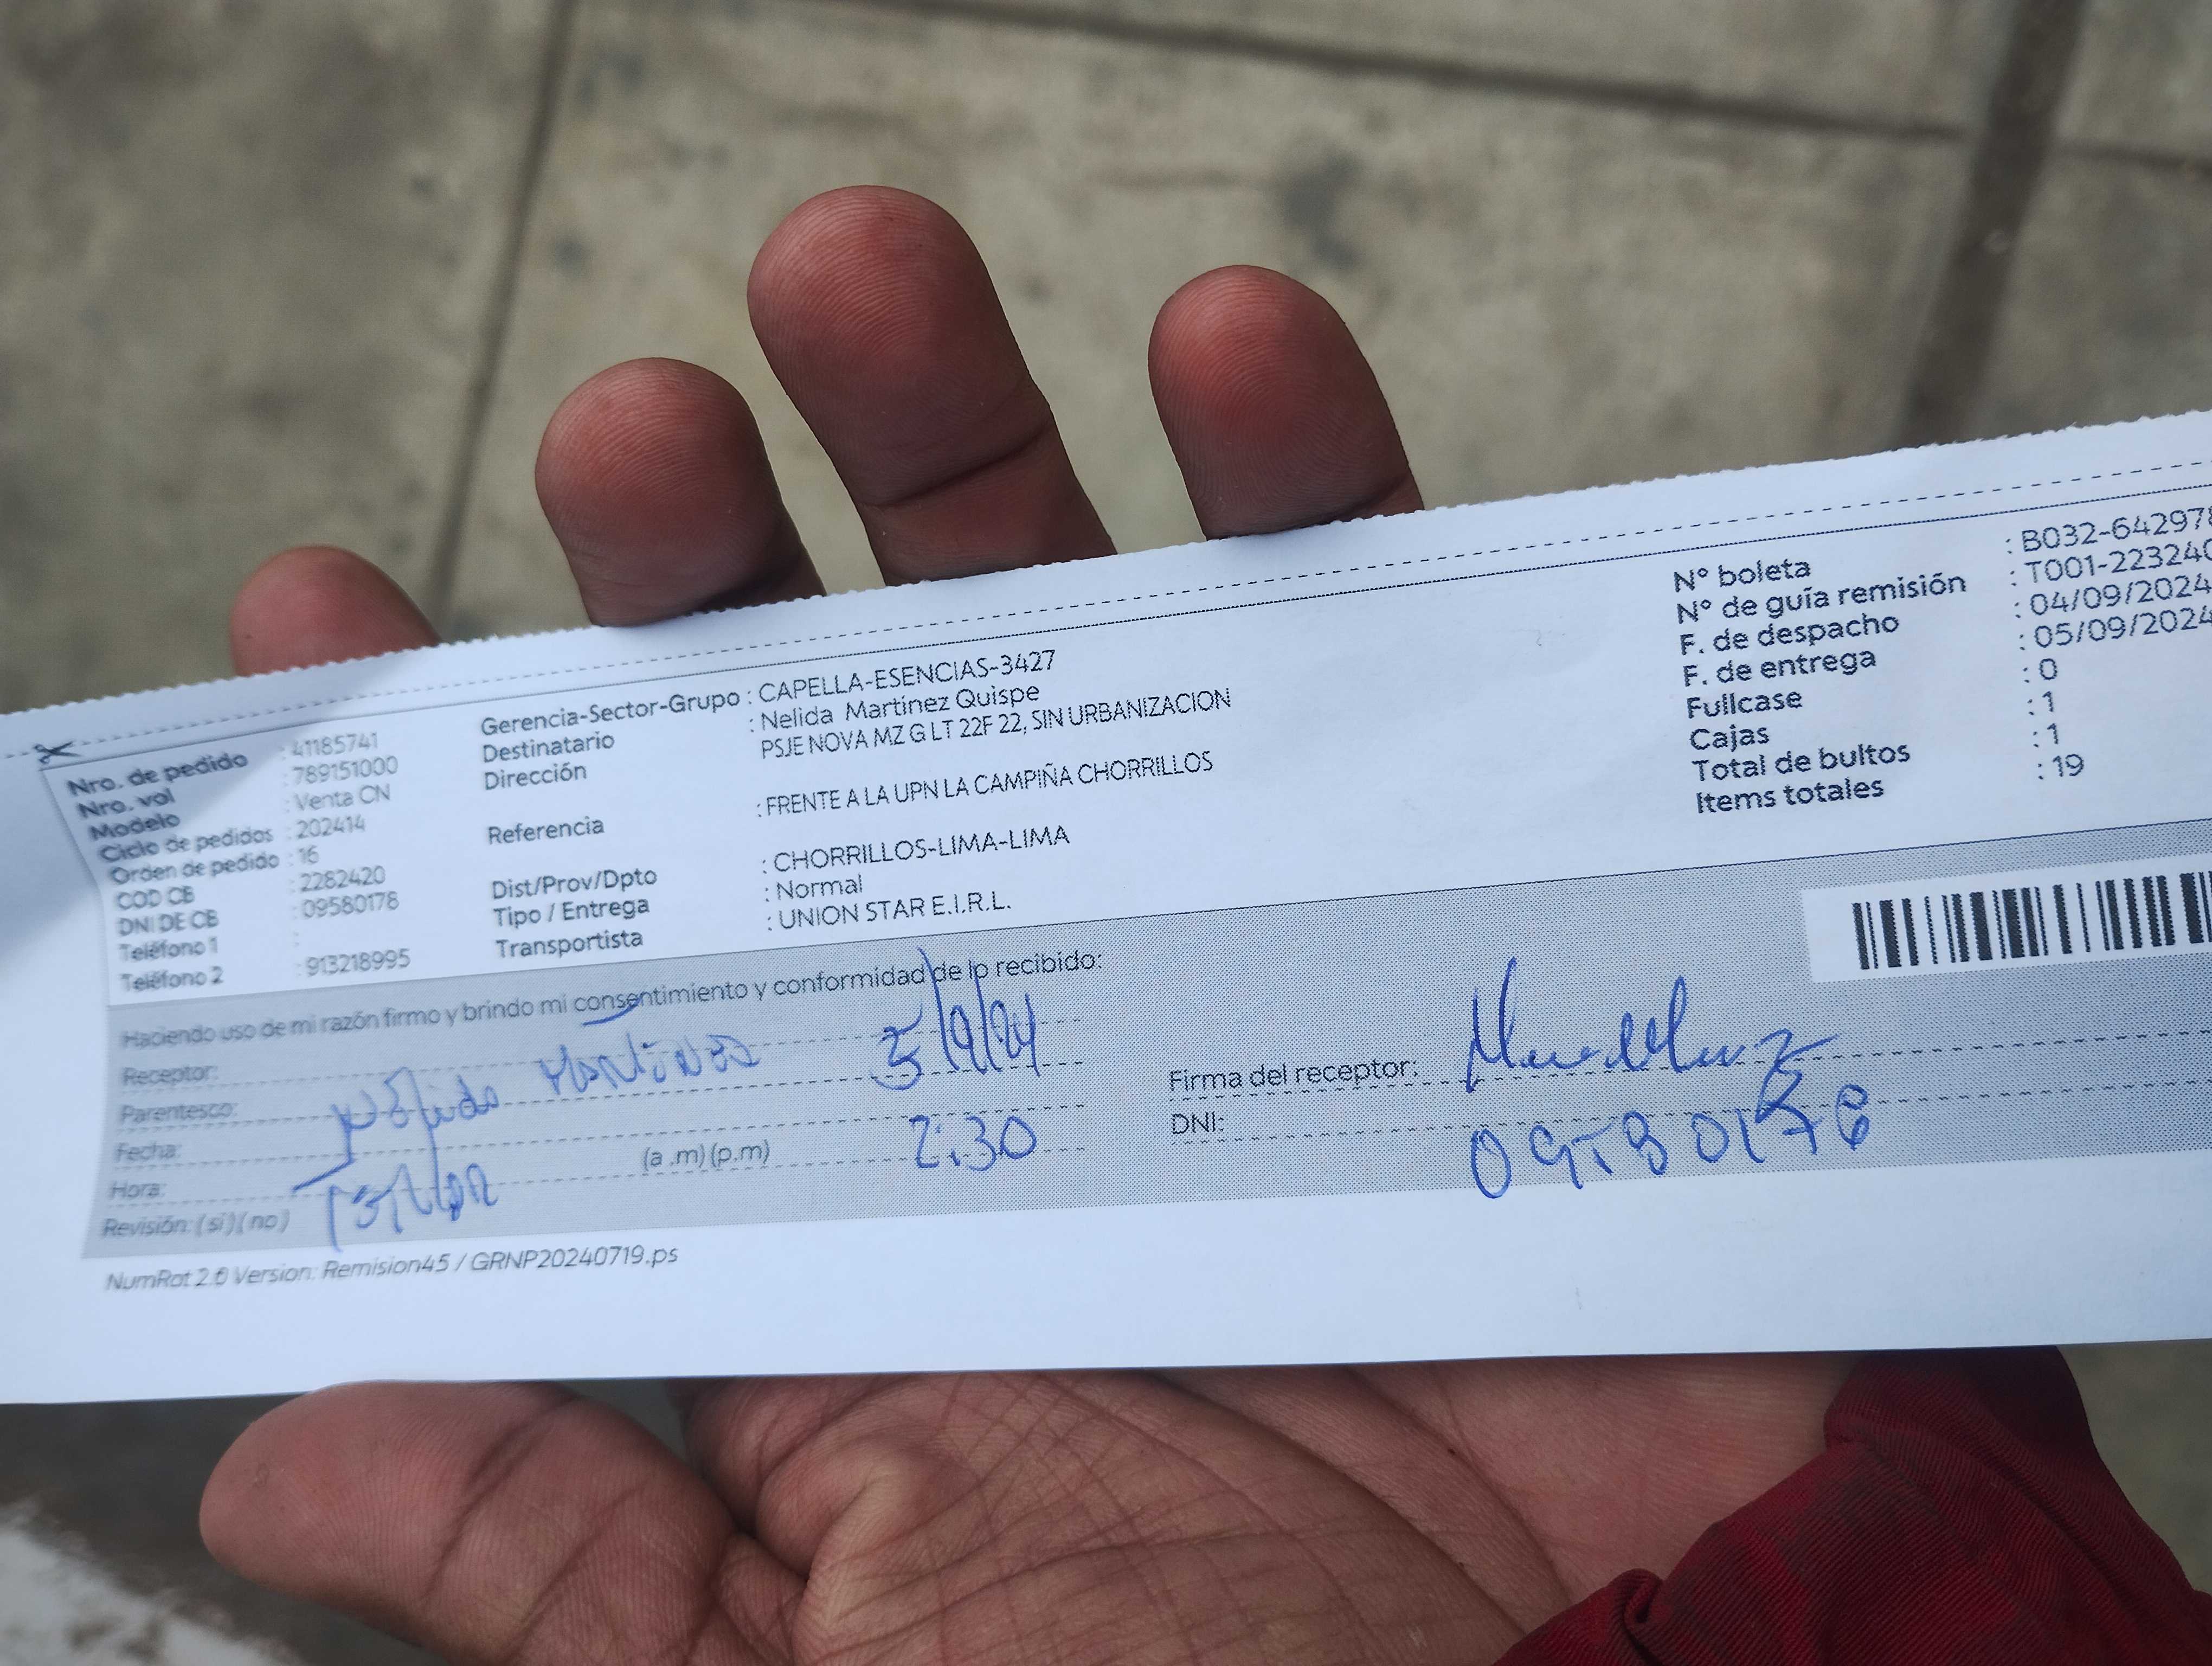 Nro. de pedido : 41185741
Nro. vol : 789151000
Modelo : Venta CN
Ciclo de pedidos : 202414
Orden de pedido : 16
COD CB : 2282420
DNI DE CB : 09580178
Teléfono 1 :
Teléfono 2 : 913218995
Gerencia-Sector-Grupo : CAPELLA-ESENCIAS-3427
Destinatario : Nelida Martinez Quispe
Dirección PSJE NOVA MZ G LT 22F 22, SIN URBANIZACION
Referencia : FRENTE A LA UPN LA CAMPIÑA CHORRILLOS
Dist/Prov/Dpto : CHORRILLOS-LIMA-LIMA
Tipo / Entrega : Normal
Transportista : UNION STAR E.I.R.L.
N° boleta : B032-642978
N° de guía remisión : T001-223240
F. de despacho : 04/09/2024
F. de entrega : 05/09/2024
Fullcase : 0
Cajas : 1
Total de bultos : 1
Items totales : 19
Haciendo uso de mi razón firmo y brindo mi consentimiento y conformidad de lo recibido:
Receptor:
Parentesco: Nelida Martinez 5/9/24
Fecha:
Hora: (a .m) (p.m) 2:30
Revisión: (si) (no)
Firma del receptor:
DNI: 09580178
NumRot 2.0 Version: Remision45 / GRNP20240719.ps